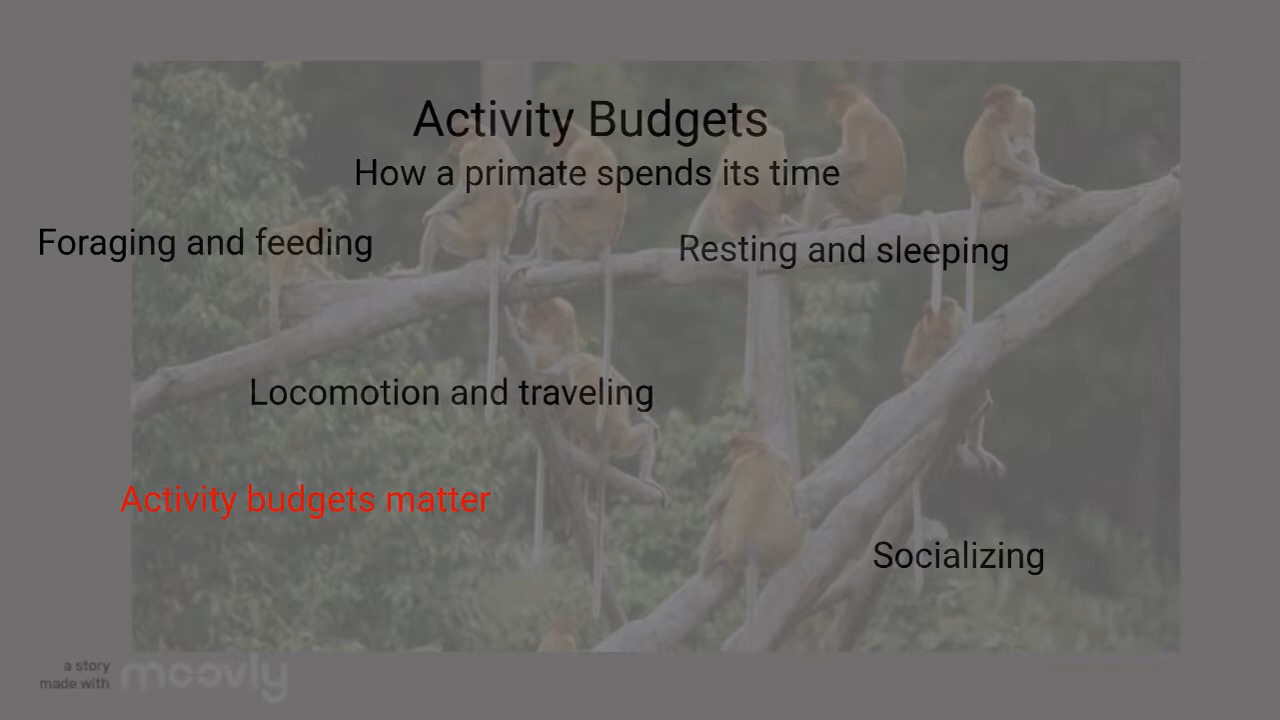 Activity Budgets
How a primate spends its time
Foraging and feeding
Resting and sleeping
Locomotion and traveling
Activity budgets matter
Socializing
a story
made with
moovly